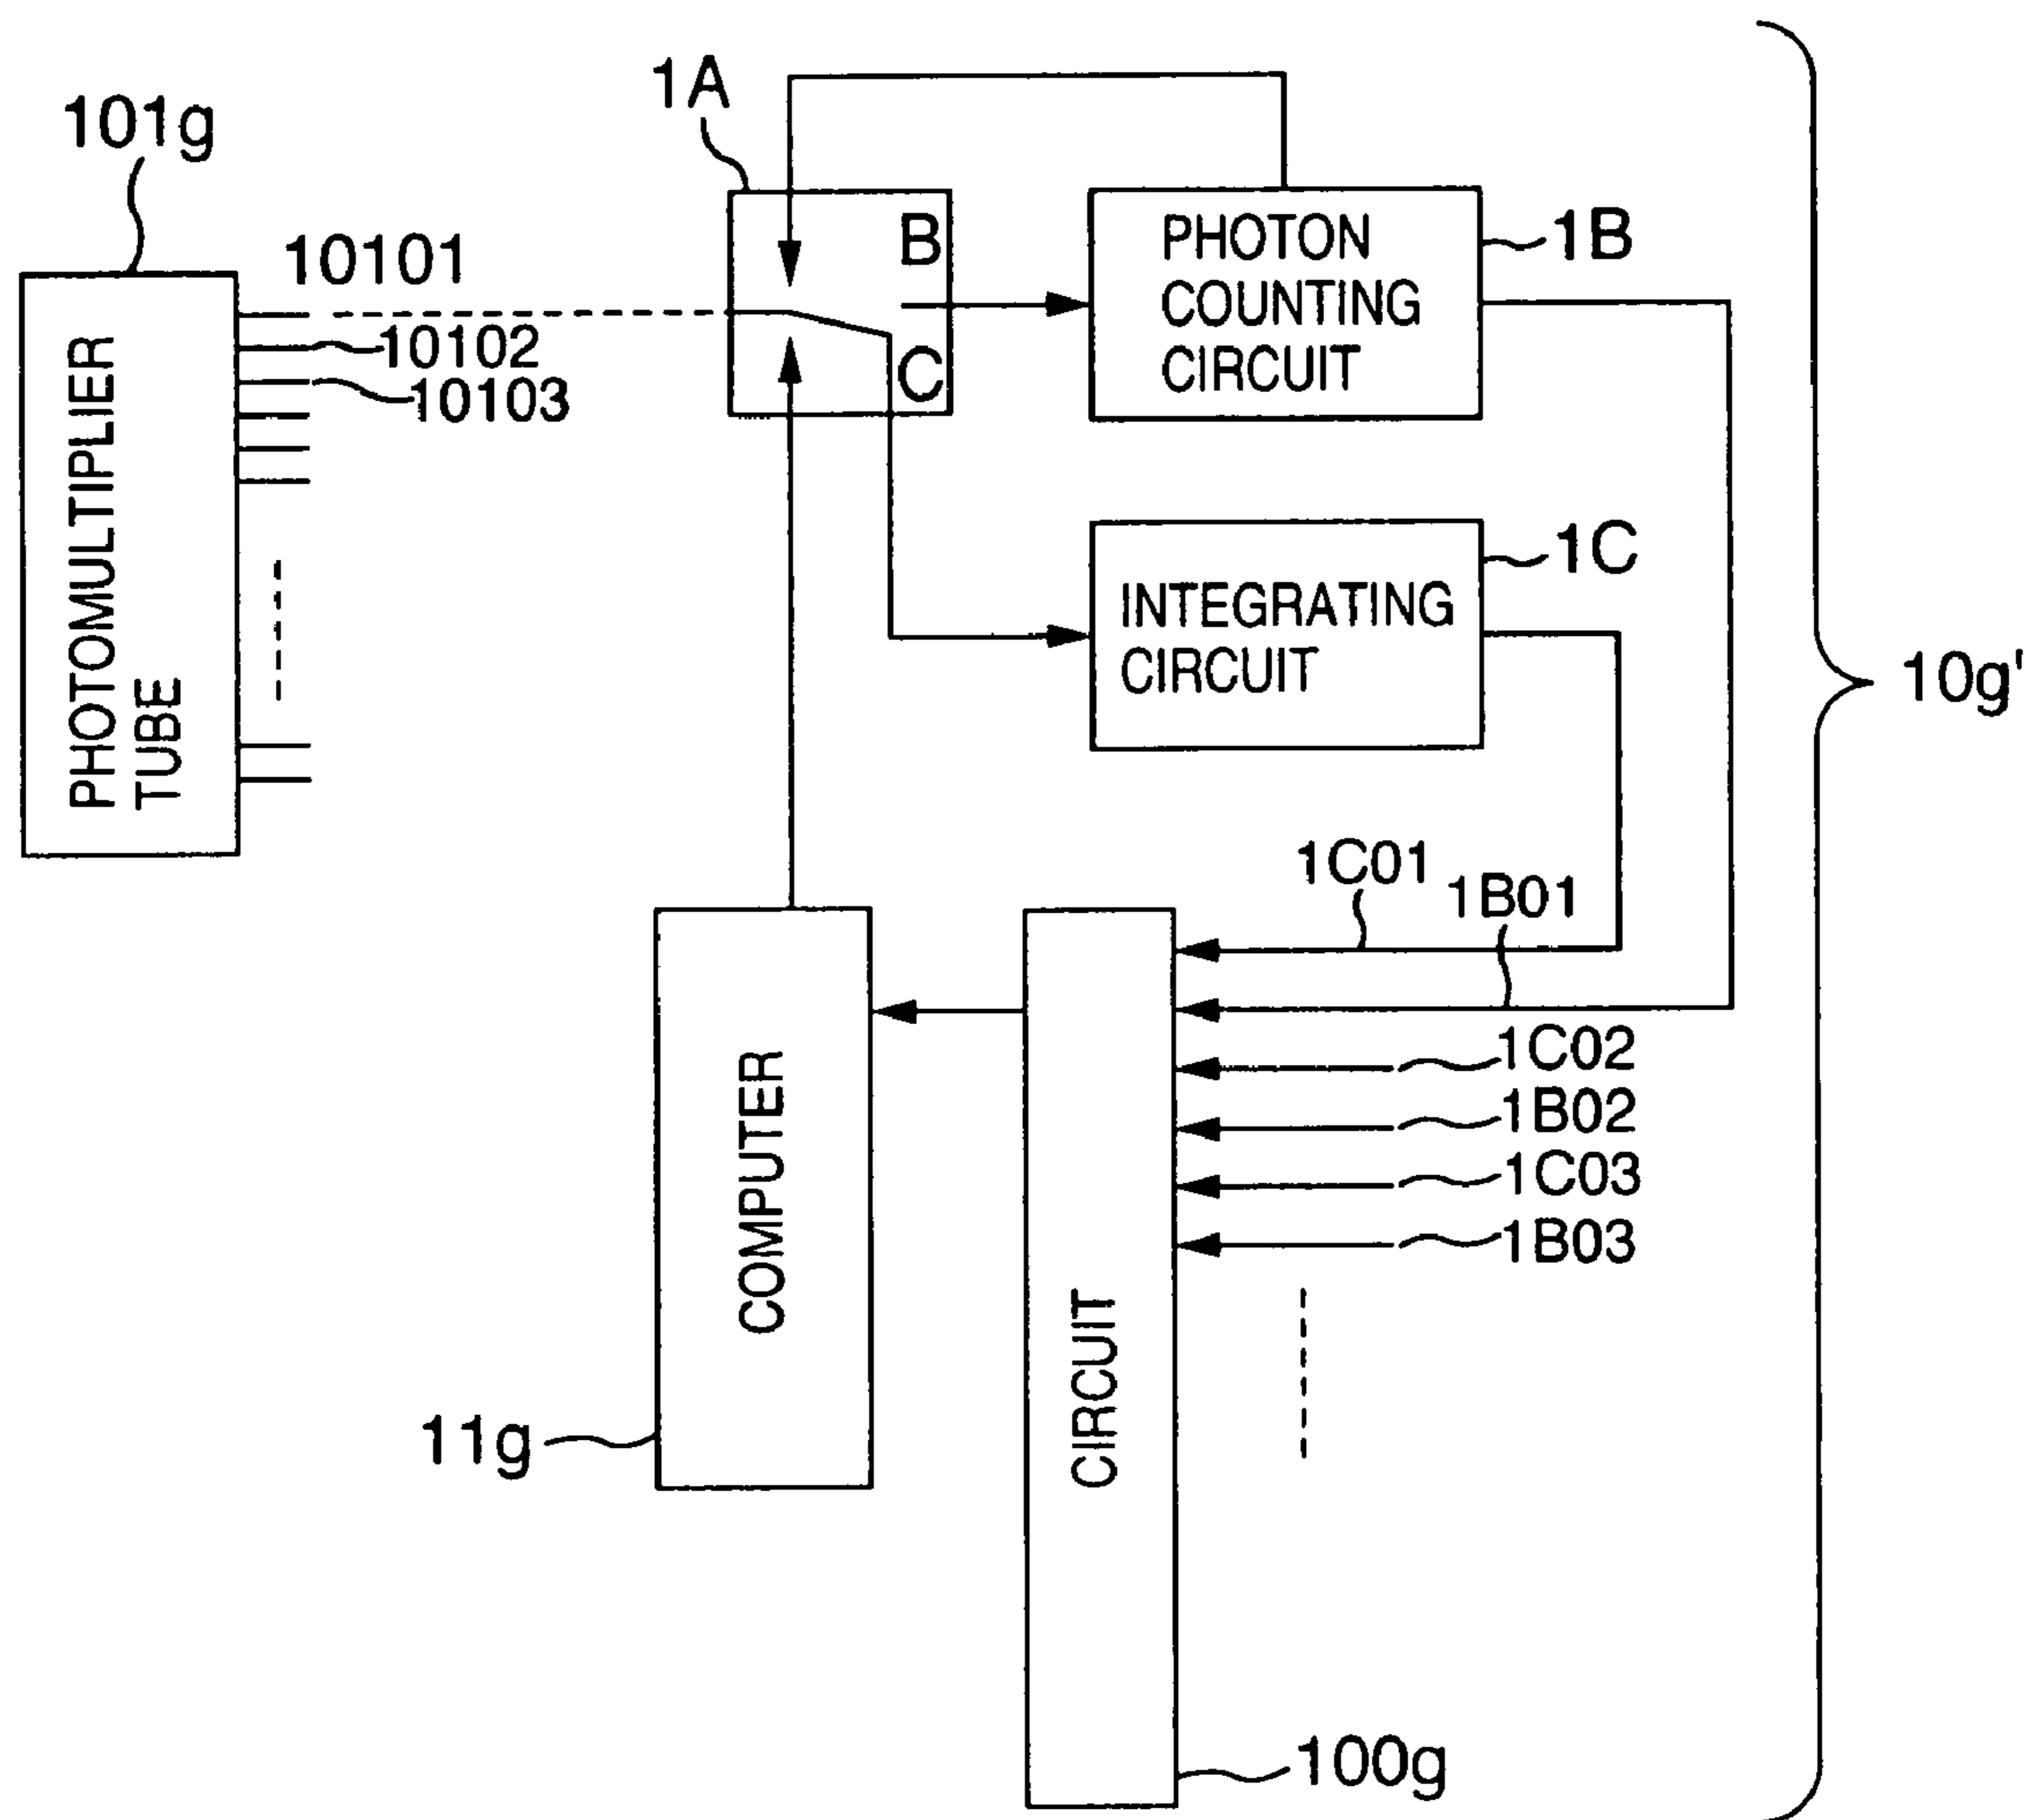 101g
1A
10101
10102
10103
PHOTOMULTIPLIER
TUBE
B
C
PHOTON
COUNTING
CIRCUIT
1B
INTEGRATING
CIRCUIT
1C
10g'
1C01
1B01
1C02
1B02
1C03
1B03
COMPUTER
CIRCUIT
11g
100g